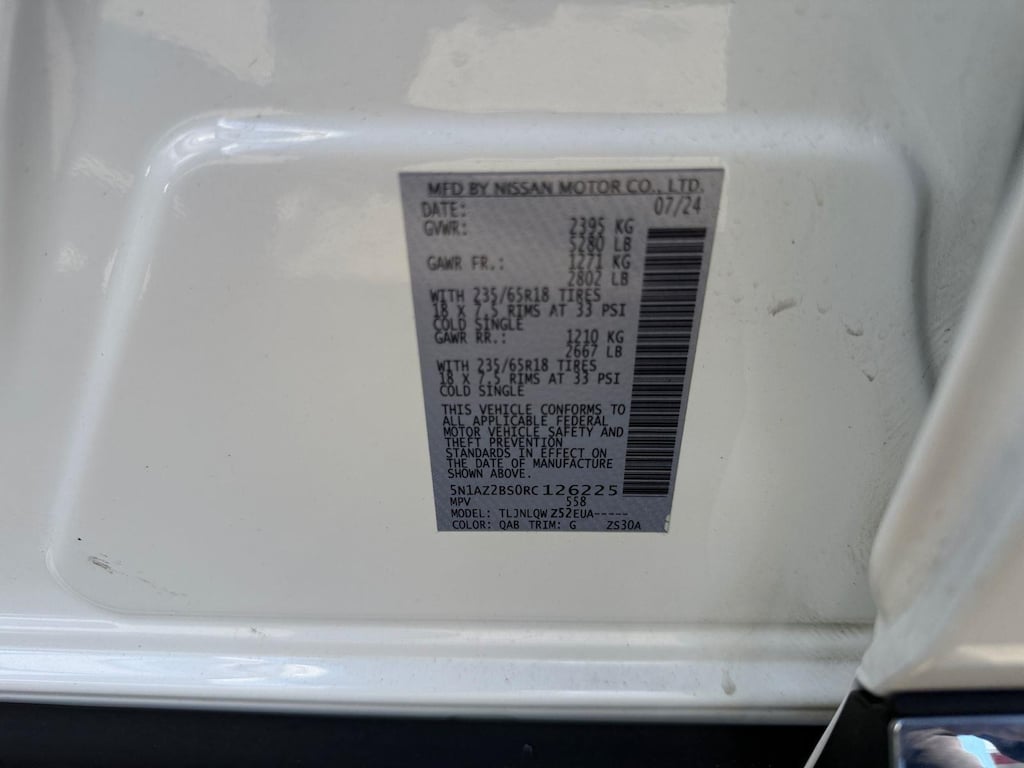 MFD BY NISSAN MOTOR CO., LTD.
DATE: 07/24
GVWR: 2395 KG
5280 LB
GAWR FR.: 1271 KG
2802 LB
WITH 235/65R18 TIRES
18 X 7.5 RIMS AT 33 PSI
COLD SINGLE
GAWR RR.: 1210 KG
2667 LB
WITH 235/65R18 TIRES
18 X 7.5 RIMS AT 33 PSI
COLD SINGLE
THIS VEHICLE CONFORMS TO
ALL APPLICABLE FEDERAL
MOTOR VEHICLE SAFETY AND
THEFT PREVENTION
STANDARDS IN EFFECT ON
THE DATE OF MANUFACTURE
SHOWN ABOVE.
5N1AZ2BS0RC126225
MPV 558
MODEL: TLJNLQWZ52EUA-----
COLOR: QAB TRIM: G ZS30A